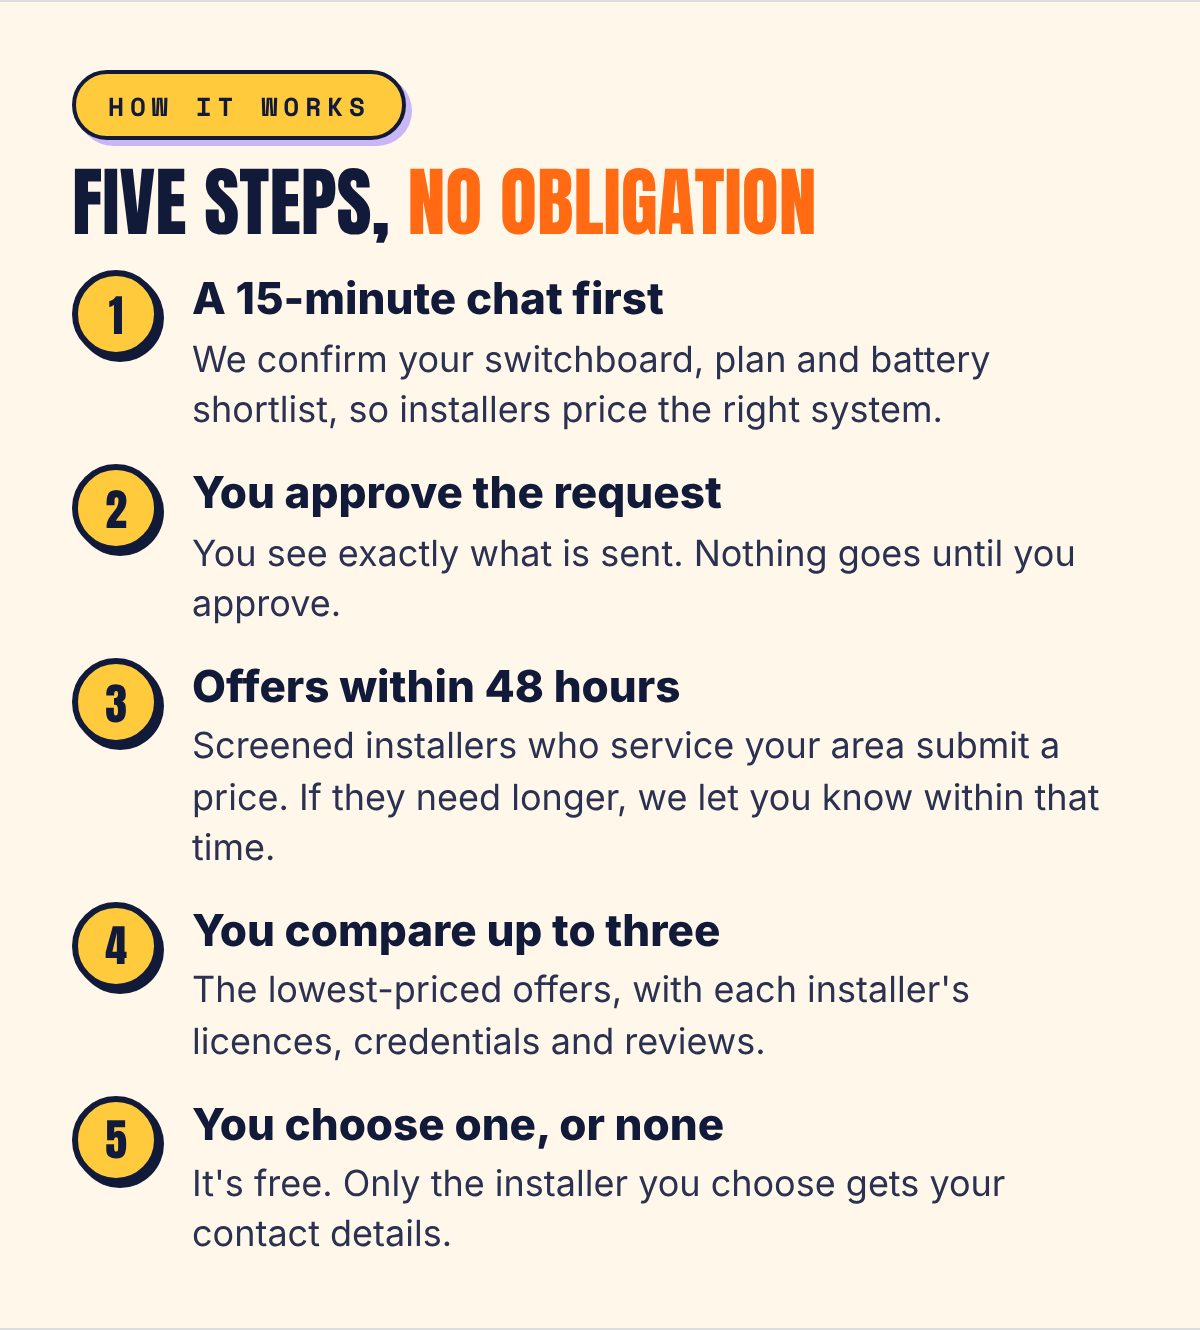 HOW IT WORKS
FIVE STEPS, NO OBLIGATION
1
A 15-minute chat first
We confirm your switchboard, plan and battery
shortlist, so installers price the right system.
2
You approve the request
You see exactly what is sent. Nothing goes until you
approve.
3
Offers within 48 hours
Screened installers who service your area submit a
price. If they need longer, we let you know within that
time.
4
You compare up to three
The lowest-priced offers, with each installer's
licences, credentials and reviews.
5
You choose one, or none
It's free. Only the installer you choose gets your
contact details.